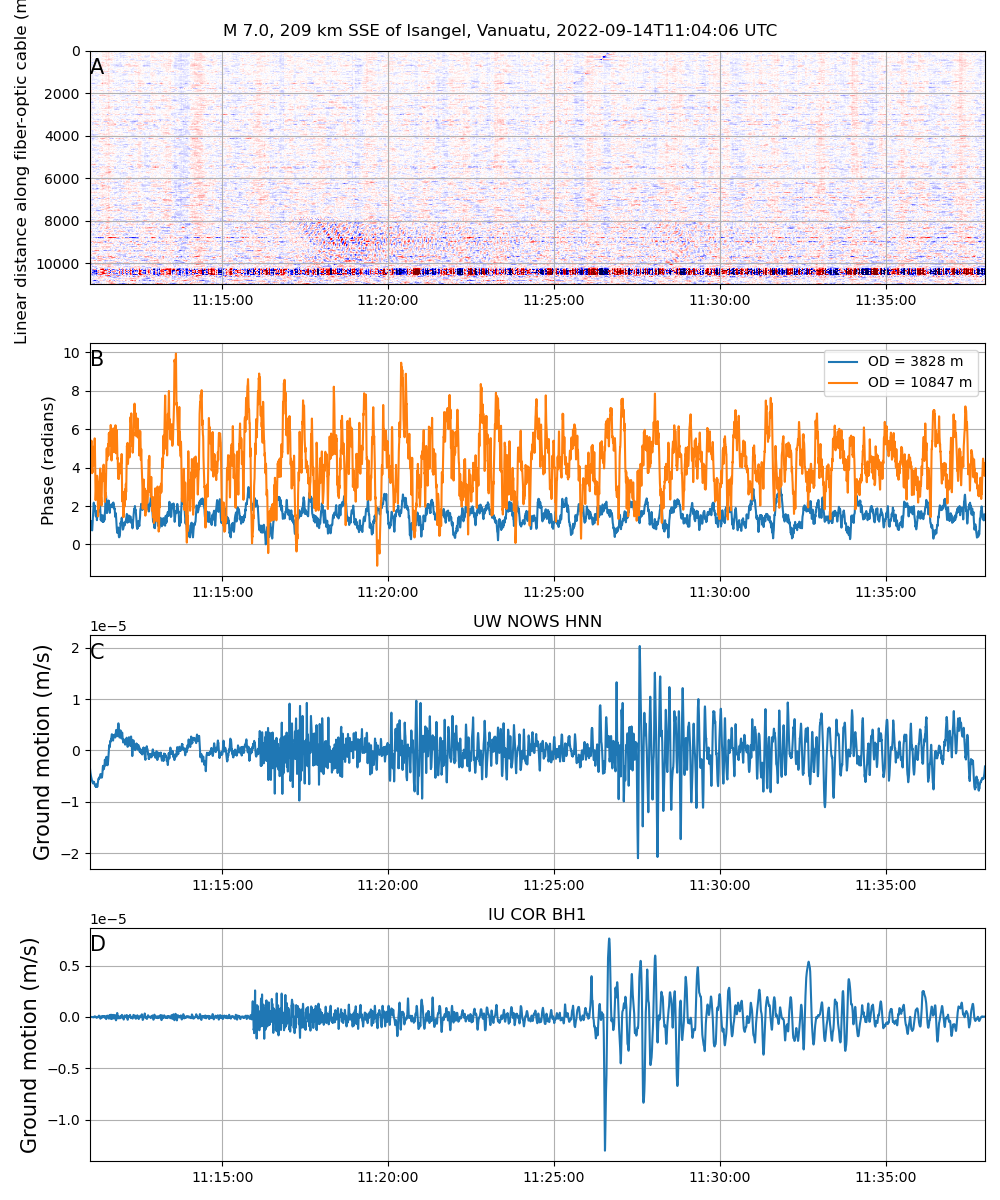 M 7.0, 209 km SSE of Isangel, Vanuatu, 2022-09-14T11:04:06 UTC
Linear distance along fiber-optic cable (m
A
0
2000
4000
6000
8000
10000
11:15:00 11:20:00 11:25:00 11:30:00 11:35:00
B
Phase (radians)
10
8
6
4
2
0
OD = 3828 m
OD = 10847 m
11:15:00 11:20:00 11:25:00 11:30:00 11:35:00
UW NOWS HNN
1e−5
C
Ground motion (m/s)
2
1
0
−1
−2
11:15:00 11:20:00 11:25:00 11:30:00 11:35:00
IU COR BH1
1e−5
D
Ground motion (m/s)
0.5
0.0
−0.5
−1.0
11:15:00 11:20:00 11:25:00 11:30:00 11:35:00